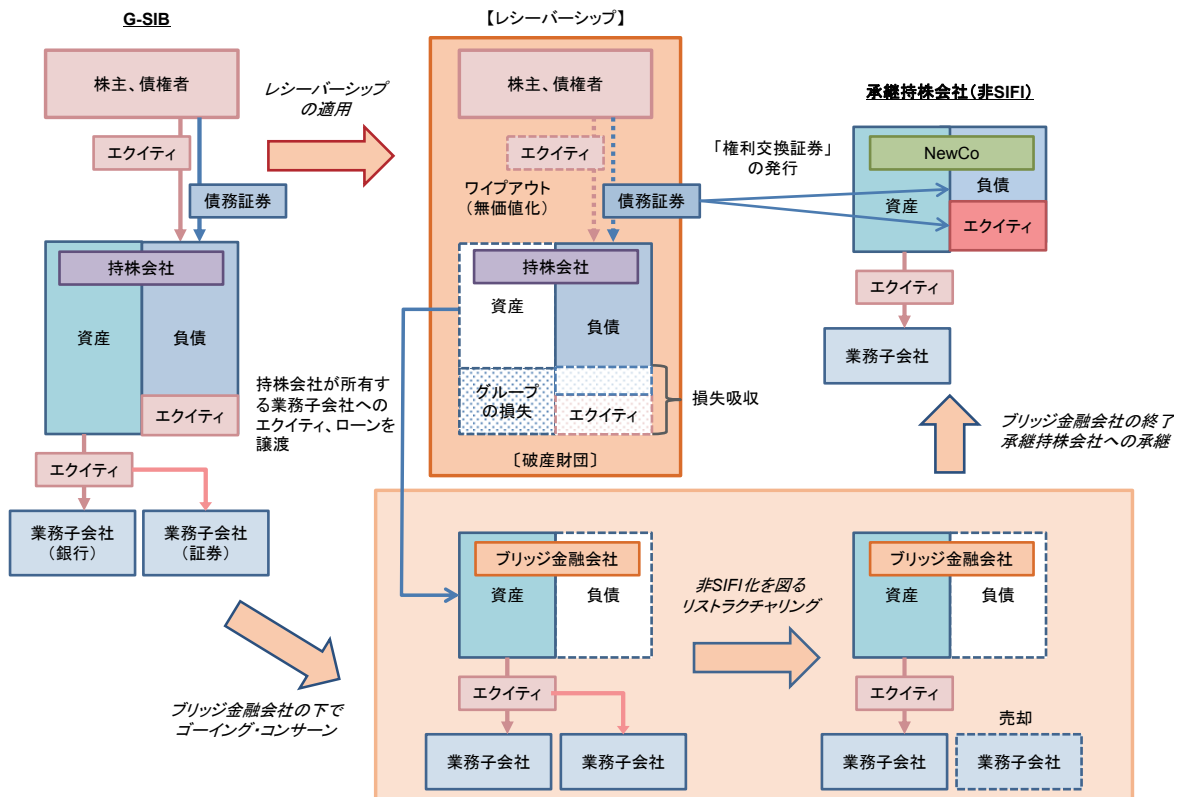 G-SIB
株主、債権者
エクイティ
債務証券
持株会社
資産
負債
エクイティ
エクイティ
業務子会社
（銀行）
業務子会社
（証券）
レシーバーシップ
の適用
持株会社が所有す
る業務子会社への
エクイティ、ローンを
譲渡
【レシーバーシップ】
株主、債権者
エクイティ
ワイプアウト
（無価値化）
債務証券
持株会社
資産
負債
グループ
の損失
エクイティ
損失吸収
〔破産財団〕
「権利交換証券」
の発行
承継持株会社（非SIFI）
NewCo
資産
負債
エクイティ
エクイティ
業務子会社
ブリッジ金融会社の終了
承継持株会社への承継
ブリッジ金融会社の下で
ゴーイング・コンサーン
ブリッジ金融会社
資産
負債
エクイティ
業務子会社
業務子会社
非SIFI化を図る
リストラクチャリング
ブリッジ金融会社
資産
負債
エクイティ
売却
業務子会社
業務子会社